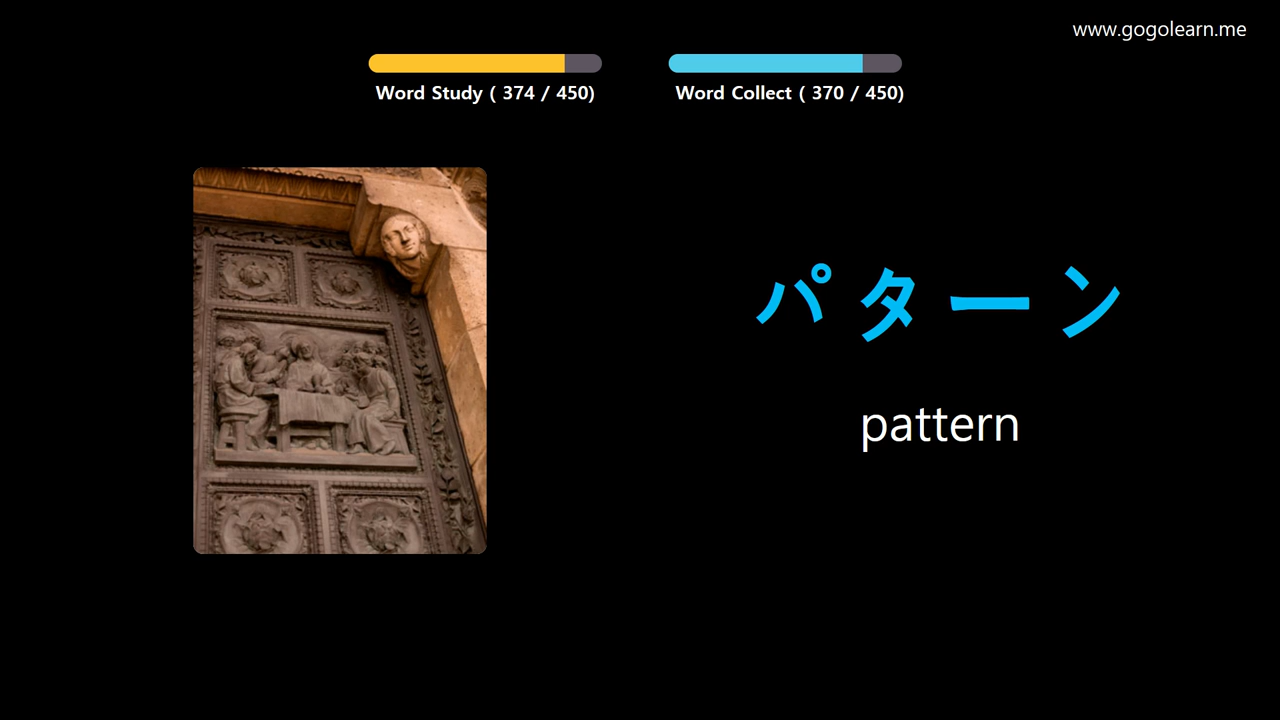 www.gogolearn.me
Word Study ( 374 / 450)
Word Collect ( 370 / 450)
パターン
pattern